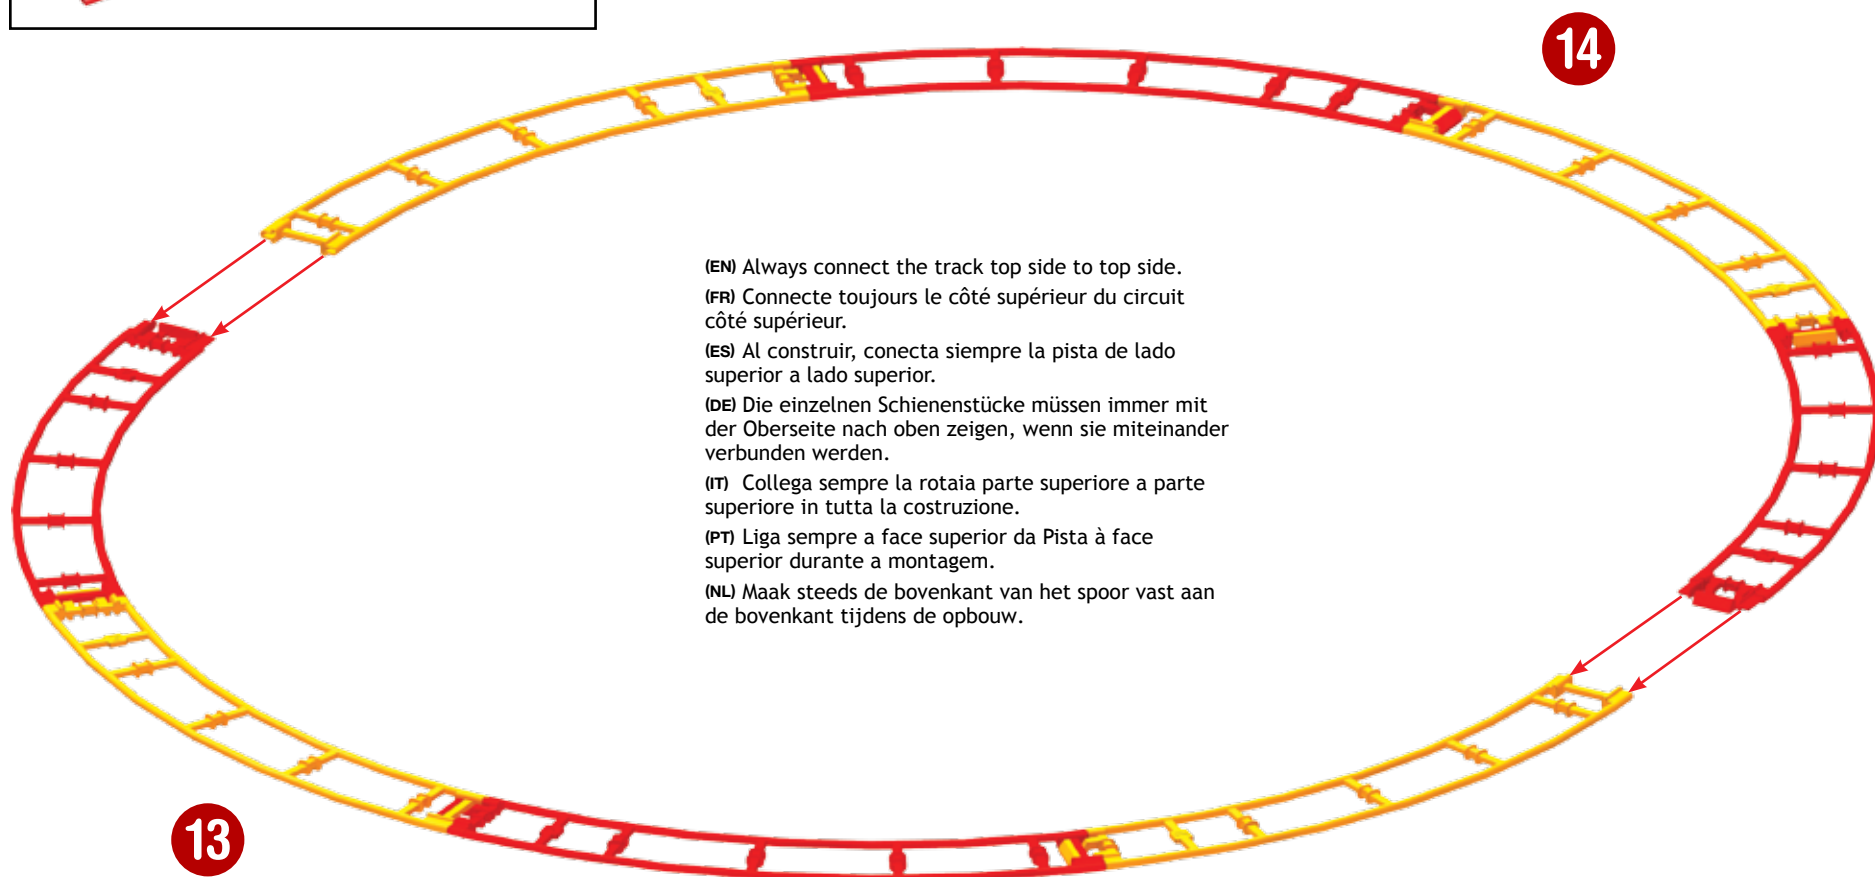 14
(EN) Always connect the track top side to top side.
(FR) Connecte toujours le côté supérieur du circuit
côté supérieur.
(ES) Al construir, conecta siempre la pista de lado
superior a lado superior.
(DE) Die einzelnen Schienenstücke müssen immer mit
der Oberseite nach oben zeigen, wenn sie miteinander
verbunden werden.
(IT) Collega sempre la rotaia parte superiore a parte
superiore in tutta la costruzione.
(PT) Liga sempre a face superior da Pista à face
superior durante a montagem.
(NL) Maak steeds de bovenkant van het spoor vast aan
de bovenkant tijdens de opbouw.
13